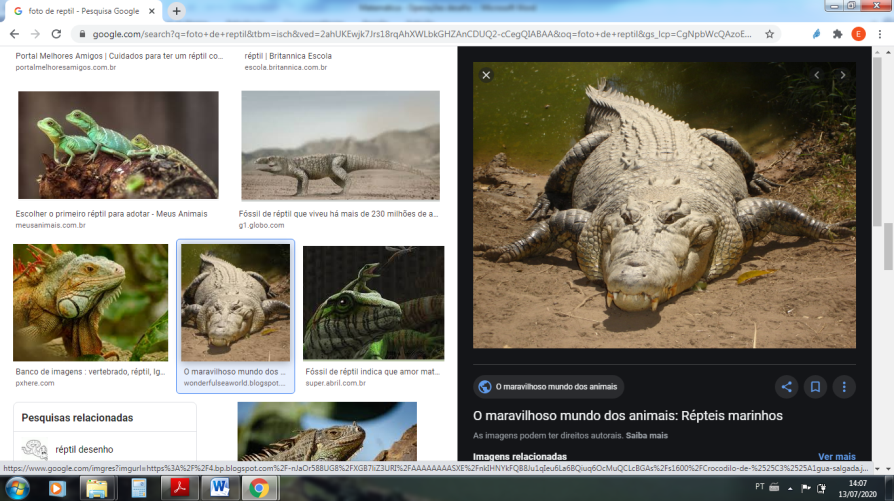 foto de reptil - Pesquisa Google
google.com/search?q=foto+de+reptil&tbm=isch&ved=2ahUKEwjk7Jrs18rqAhXWLbkGHZAnCDUQ2-cCegQIABAA&oq=foto+de+reptil&gs_lcp=CgNpbWcQAzoE...
E
Portal Melhores Amigos | Cuidados para ter um réptil co...
portalmelhoresamigos.com.br
réptil | Britannica Escola
escola.britannica.com.br
Escolher o primeiro réptil para adotar - Meus Animais
meusanimais.com.br
Fóssil de réptil que viveu há mais de 230 milhões de a...
g1.globo.com
Banco de imagens : vertebrado, réptil, Ig...
pxhere.com
O maravilhoso mundo dos ...
wonderfulseaworld.blogspot....
Fóssil de réptil indica que amor mat...
super.abril.com.br
Pesquisas relacionadas
réptil desenho
O maravilhoso mundo dos animais
O maravilhoso mundo dos animais: Répteis marinhos
As imagens podem ter direitos autorais. Saiba mais
Imagens relacionadas
Ver mais
PT
14:07
13/07/2020